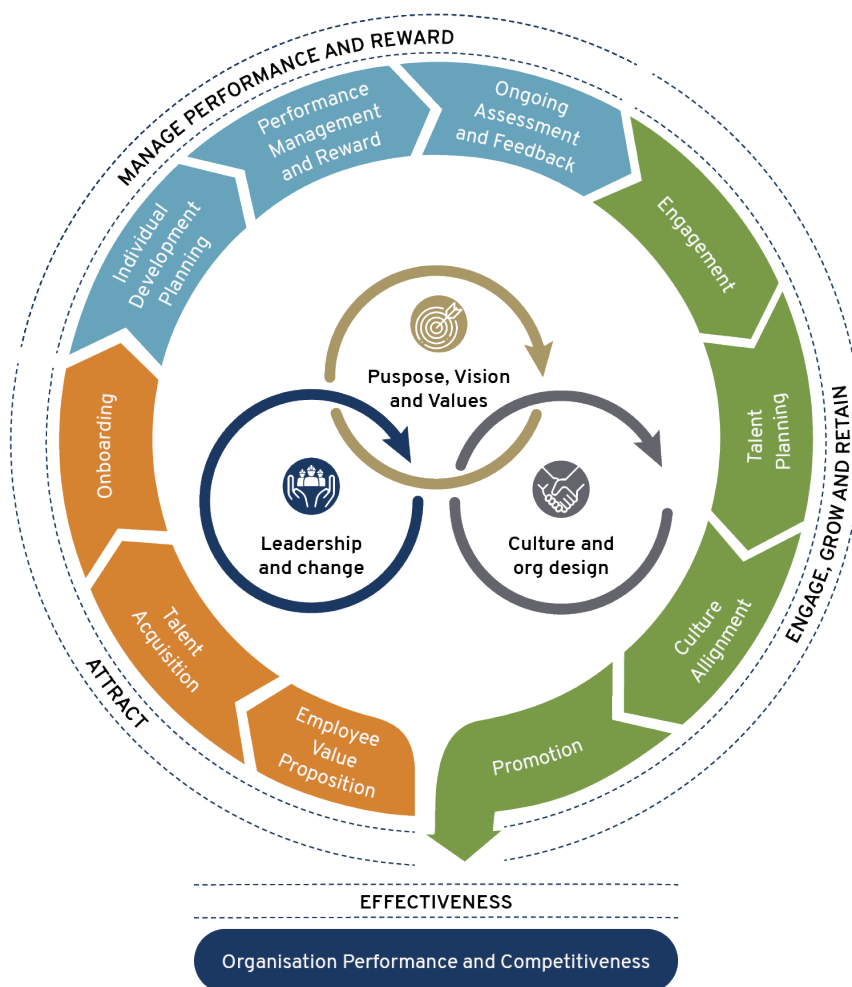 MANAGE PERFORMANCE AND REWARD
Performance
Management
and Reward
Ongoing
Assessment
and Feedback
Individual
Development
Planning
Engagement
Puspose, Vision
and Values
Onboarding
Talent
Planning
ENGAGE, GROW AND RETAIN
Leadership
and change
Culture and
org design
Talent
Acquisition
Culture
Allignment
ATTRACT
Employee
Value
Proposition
Promotion
EFFECTIVENESS
Organisation Performance and Competitiveness